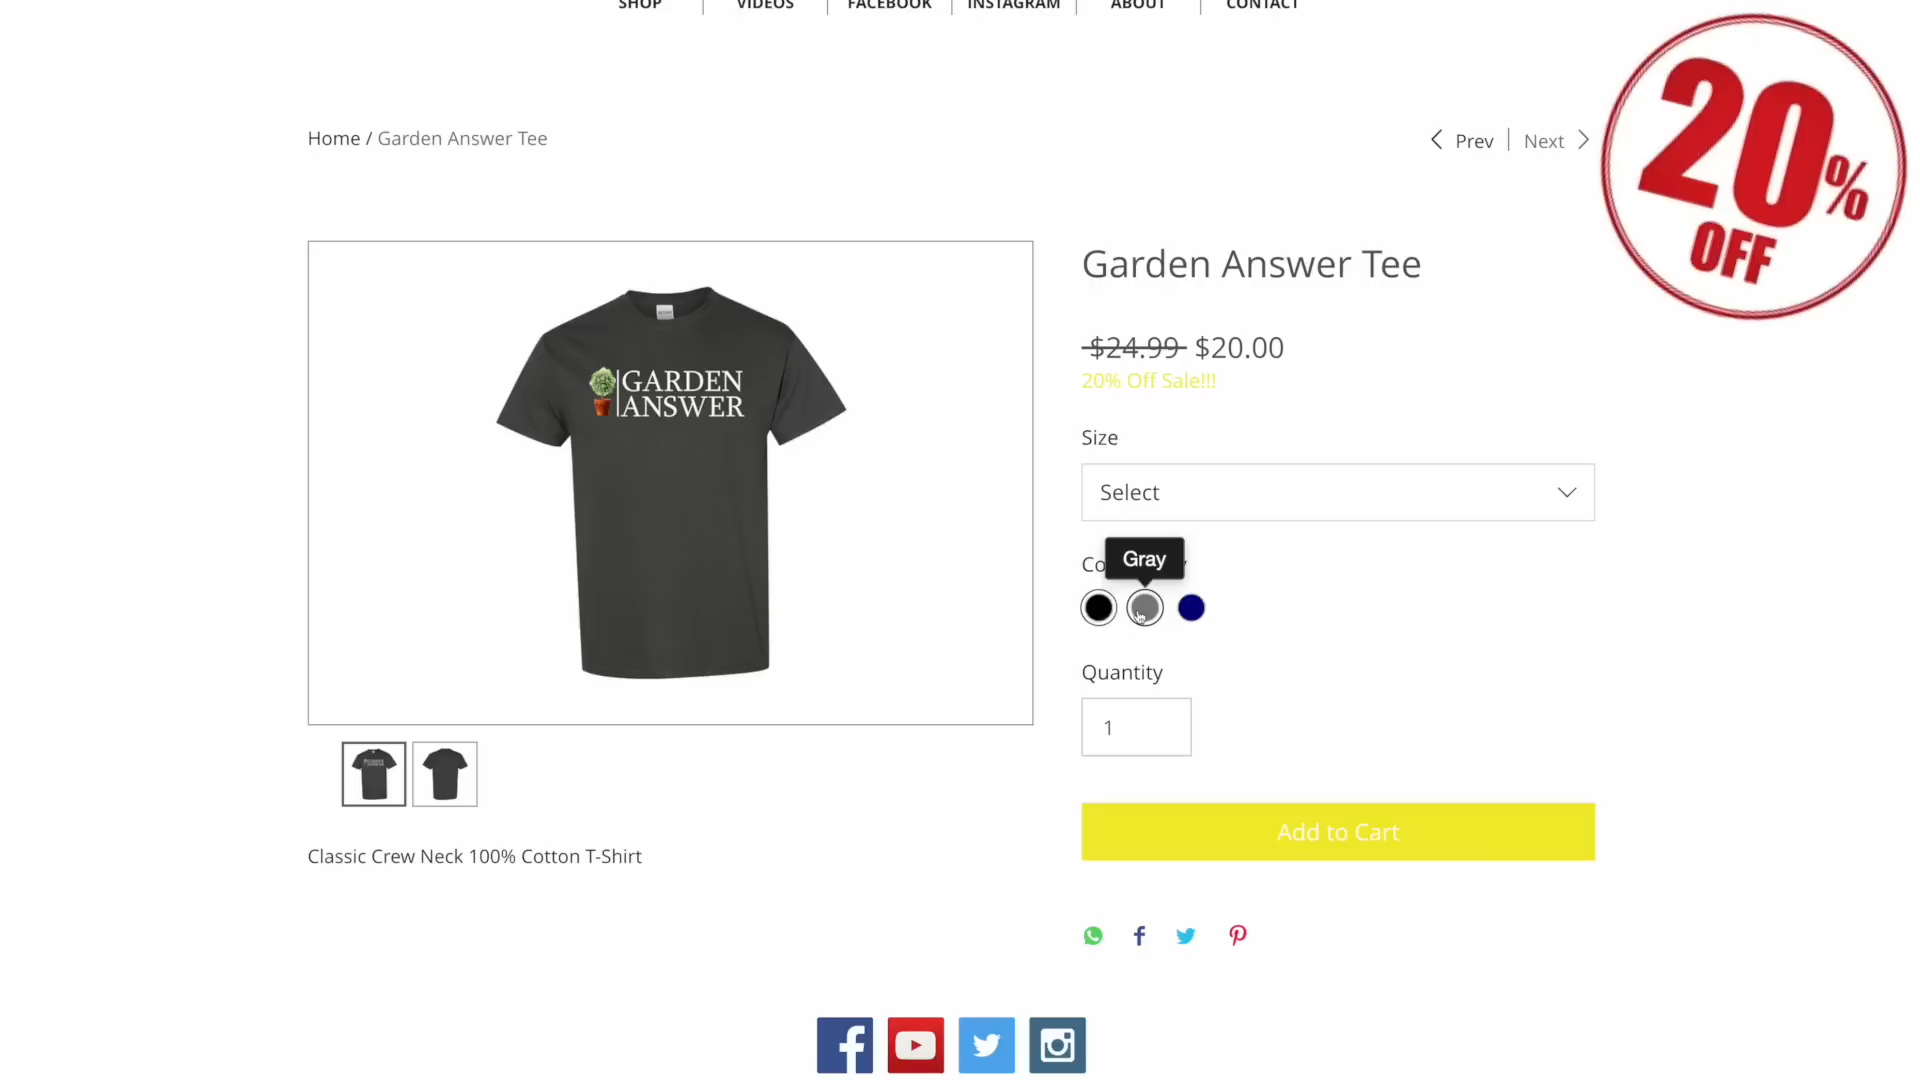 SHOP VIDEOS FACEBOOK INSTAGRAM ABOUT CONTACT
Home / Garden Answer Tee
Prev | Next
20%
OFF
Garden Answer Tee
$24.99 $20.00
20% Off Sale!!!
GARDEN
ANSWER
Size
Select
Gray
Co
Quantity
1
Add to Cart
Classic Crew Neck 100% Cotton T-Shirt